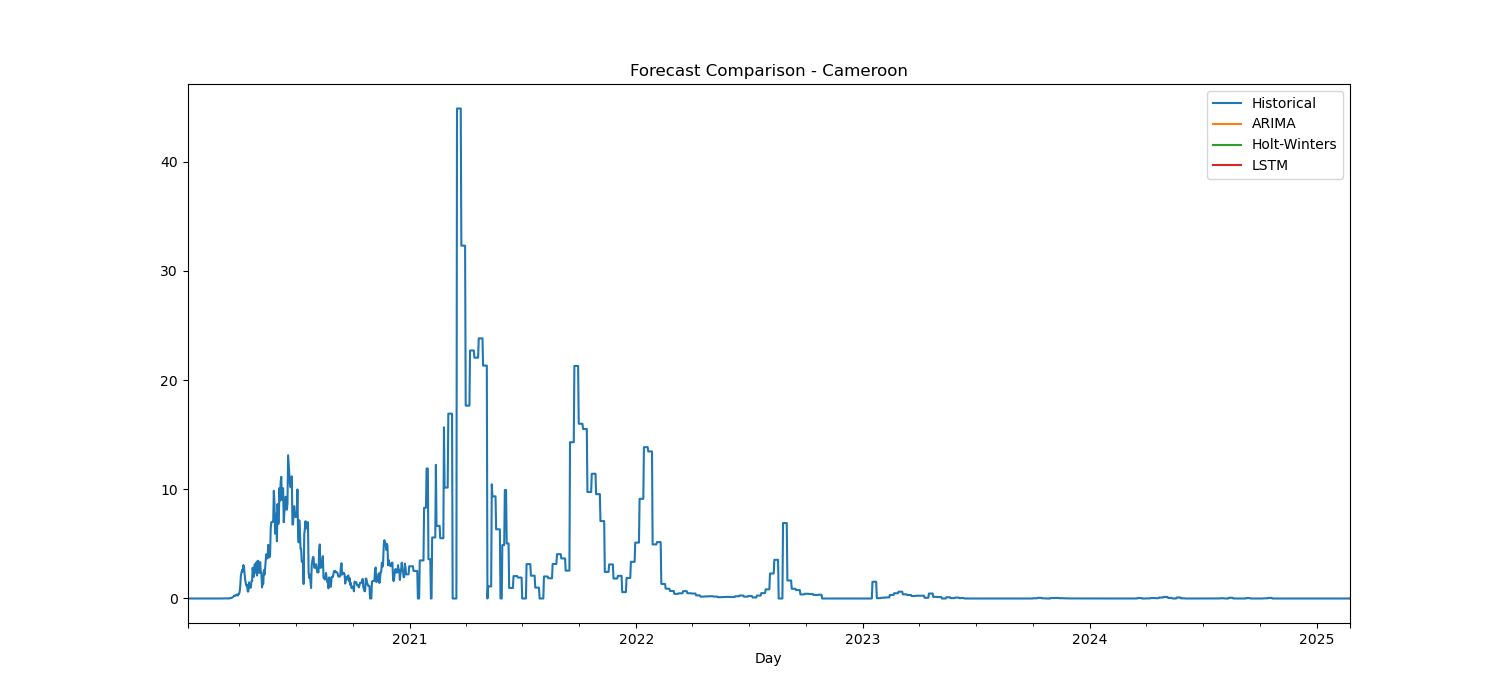 Forecast Comparison - Cameroon
Historical
ARIMA
Holt-Winters
LSTM
40
30
20
10
0
2021 2022 2023 2024 2025
Day